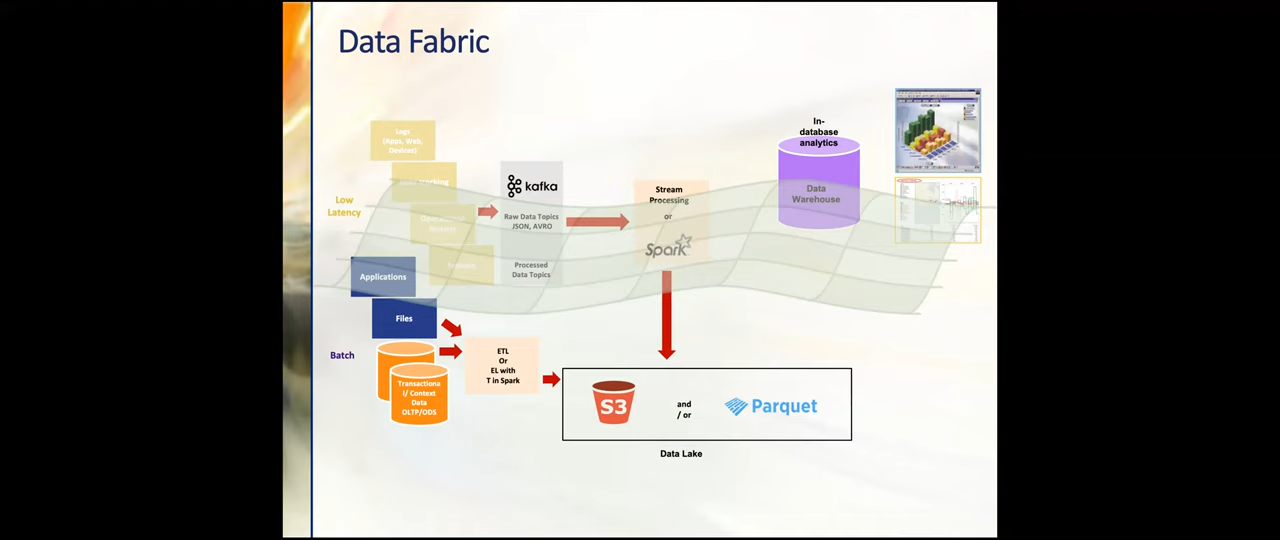 Data Fabric
Logs
(Apps, Web,
Devices)
Low
Latency
kafka
Raw Data Topics
JSON, AVRO
Processed
Data Topics
Stream
Processing
or
Spark
In-
database
analytics
Data
Warehouse
Applications
Files
Batch
Transactiona
l/ Context
Data
OLTP/ODS
ETL
Or
EL with
T in Spark
S3
and
/ or
Parquet
Data Lake